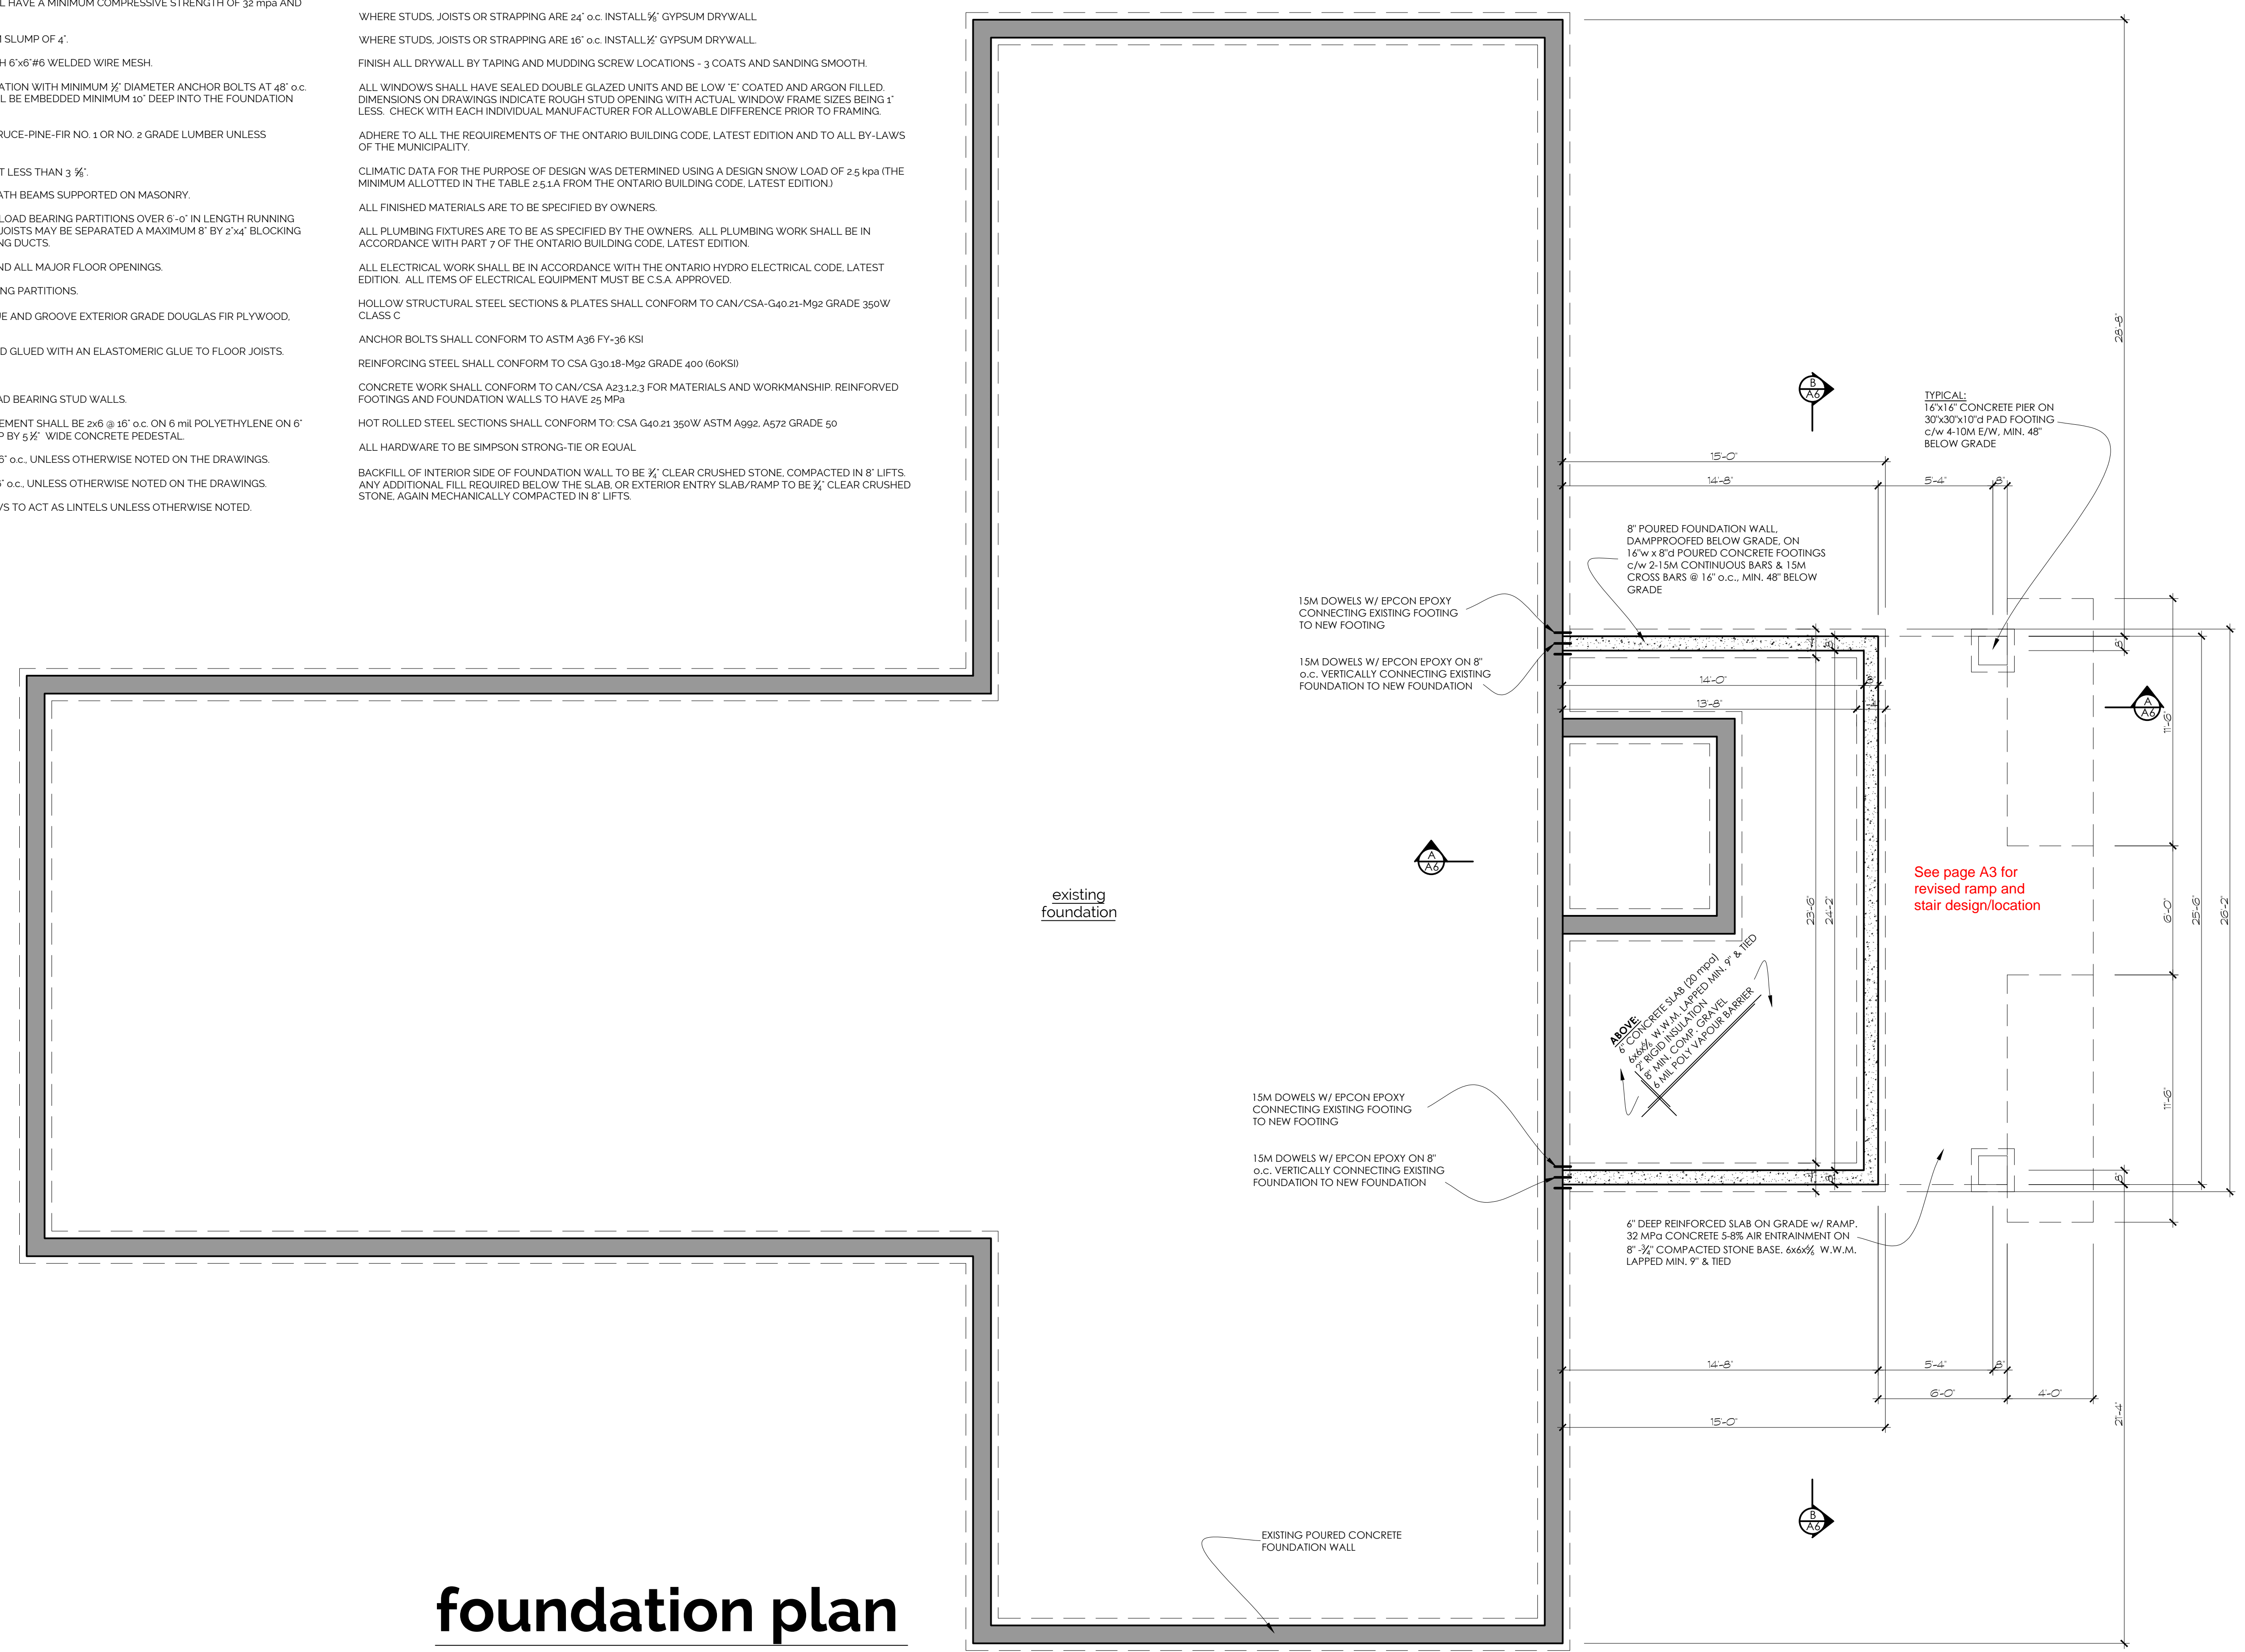 L HAVE A MINIMUM COMPRESSIVE STRENGTH OF 32 mpa AND
SLUMP OF 4".
H 6"x6"#6 WELDED WIRE MESH.
ATION WITH MINIMUM ½" DIAMETER ANCHOR BOLTS AT 48" o.c.
L BE EMBEDDED MINIMUM 10" DEEP INTO THE FOUNDATION
RUCE-PINE-FIR NO. 1 OR NO. 2 GRADE LUMBER UNLESS
T LESS THAN 3 ⅝".
ATH BEAMS SUPPORTED ON MASONRY.
LOAD BEARING PARTITIONS OVER 6'-0" IN LENGTH RUNNING
JOISTS MAY BE SEPARATED A MAXIMUM 8" BY 2"x4" BLOCKING
NG DUCTS.
ND ALL MAJOR FLOOR OPENINGS.
NG PARTITIONS.
UE AND GROOVE EXTERIOR GRADE DOUGLAS FIR PLYWOOD,
D GLUED WITH AN ELASTOMERIC GLUE TO FLOOR JOISTS.
AD BEARING STUD WALLS.
EMENT SHALL BE 2x6 @ 16" o.c. ON 6 mil POLYETHYLENE ON 6"
P BY 5 ½" WIDE CONCRETE PEDESTAL.
6" o.c., UNLESS OTHERWISE NOTED ON THE DRAWINGS.
6" o.c., UNLESS OTHERWISE NOTED ON THE DRAWINGS.
WS TO ACT AS LINTELS UNLESS OTHERWISE NOTED.
WHERE STUDS, JOISTS OR STRAPPING ARE 24" o.c. INSTALL ⅝" GYPSUM DRYWALL
WHERE STUDS, JOISTS OR STRAPPING ARE 16" o.c. INSTALL ½" GYPSUM DRYWALL.
FINISH ALL DRYWALL BY TAPING AND MUDDING SCREW LOCATIONS - 3 COATS AND SANDING SMOOTH.
ALL WINDOWS SHALL HAVE SEALED DOUBLE GLAZED UNITS AND BE LOW "E" COATED AND ARGON FILLED.
DIMENSIONS ON DRAWINGS INDICATE ROUGH STUD OPENING WITH ACTUAL WINDOW FRAME SIZES BEING 1"
LESS. CHECK WITH EACH INDIVIDUAL MANUFACTURER FOR ALLOWABLE DIFFERENCE PRIOR TO FRAMING.
ADHERE TO ALL THE REQUIREMENTS OF THE ONTARIO BUILDING CODE, LATEST EDITION AND TO ALL BY-LAWS
OF THE MUNICIPALITY.
CLIMATIC DATA FOR THE PURPOSE OF DESIGN WAS DETERMINED USING A DESIGN SNOW LOAD OF 2.5 kpa (THE
MINIMUM ALLOTTED IN THE TABLE 2.5.1.A FROM THE ONTARIO BUILDING CODE, LATEST EDITION.)
ALL FINISHED MATERIALS ARE TO BE SPECIFIED BY OWNERS.
ALL PLUMBING FIXTURES ARE TO BE AS SPECIFIED BY THE OWNERS. ALL PLUMBING WORK SHALL BE IN
ACCORDANCE WITH PART 7 OF THE ONTARIO BUILDING CODE, LATEST EDITION.
ALL ELECTRICAL WORK SHALL BE IN ACCORDANCE WITH THE ONTARIO HYDRO ELECTRICAL CODE, LATEST
EDITION. ALL ITEMS OF ELECTRICAL EQUIPMENT MUST BE C.S.A. APPROVED.
HOLLOW STRUCTURAL STEEL SECTIONS & PLATES SHALL CONFORM TO CAN/CSA-G40.21-M92 GRADE 350W
CLASS C
ANCHOR BOLTS SHALL CONFORM TO ASTM A36 FY=36 KSI
REINFORCING STEEL SHALL CONFORM TO CSA G30.18-M92 GRADE 400 (60KSI)
CONCRETE WORK SHALL CONFORM TO CAN/CSA A23.1,2,3 FOR MATERIALS AND WORKMANSHIP. REINFORVED
FOOTINGS AND FOUNDATION WALLS TO HAVE 25 MPa
HOT ROLLED STEEL SECTIONS SHALL CONFORM TO: CSA G40.21 350W ASTM A992, A572 GRADE 50
ALL HARDWARE TO BE SIMPSON STRONG-TIE OR EQUAL
BACKFILL OF INTERIOR SIDE OF FOUNDATION WALL TO BE ¾" CLEAR CRUSHED STONE, COMPACTED IN 8" LIFTS.
ANY ADDITIONAL FILL REQUIRED BELOW THE SLAB, OR EXTERIOR ENTRY SLAB/RAMP TO BE ¾" CLEAR CRUSHED
STONE, AGAIN MECHANICALLY COMPACTED IN 8" LIFTS.
28'-8"
B
A6
TYPICAL:
16"x16" CONCRETE PIER ON
30"x30"x10"d PAD FOOTING
c/w 4-10M E/W, MIN. 48"
BELOW GRADE
15'-0"
14'-8"
5'-4"
8"
8" POURED FOUNDATION WALL,
DAMPPROOFED BELOW GRADE, ON
16"w x 8"d POURED CONCRETE FOOTINGS
c/w 2-15M CONTINUOUS BARS & 15M
CROSS BARS @ 16" o.c., MIN. 48" BELOW
GRADE
15M DOWELS W/ EPCON EPOXY
CONNECTING EXISTING FOOTING
TO NEW FOOTING
15M DOWELS W/ EPCON EPOXY ON 8"
o.c. VERTICALLY CONNECTING EXISTING
FOUNDATION TO NEW FOUNDATION
8"
8"
14'-0"
8"
13'-8"
A
A6
11'-6"
A
A6
existing
foundation
See page A3 for
revised ramp and
stair design/location
23'-6"
24'-2"
6'-0"
25'-6"
26'-2"
ABOVE:
6" CONCRETE SLAB (20 mpa)
6x6x⁶⁄₆ W.W.M. LAPPED MIN. 9" & TIED
2" RIGID INSULATION
8" MIN. COMP. GRAVEL
6 MIL POLY VAPOUR BARRIER
15M DOWELS W/ EPCON EPOXY
CONNECTING EXISTING FOOTING
TO NEW FOOTING
11'-6"
15M DOWELS W/ EPCON EPOXY ON 8"
o.c. VERTICALLY CONNECTING EXISTING
FOUNDATION TO NEW FOUNDATION
8"
8"
6" DEEP REINFORCED SLAB ON GRADE w/ RAMP.
32 MPa CONCRETE 5-8% AIR ENTRAINMENT ON
8" -¾" COMPACTED STONE BASE. 6x6x⁶⁄₆ W.W.M.
LAPPED MIN. 9" & TIED
14'-8"
5'-4"
8"
6'-0"
4'-0"
15'-0"
21'-4"
B
A6
EXISTING POURED CONCRETE
FOUNDATION WALL
foundation plan